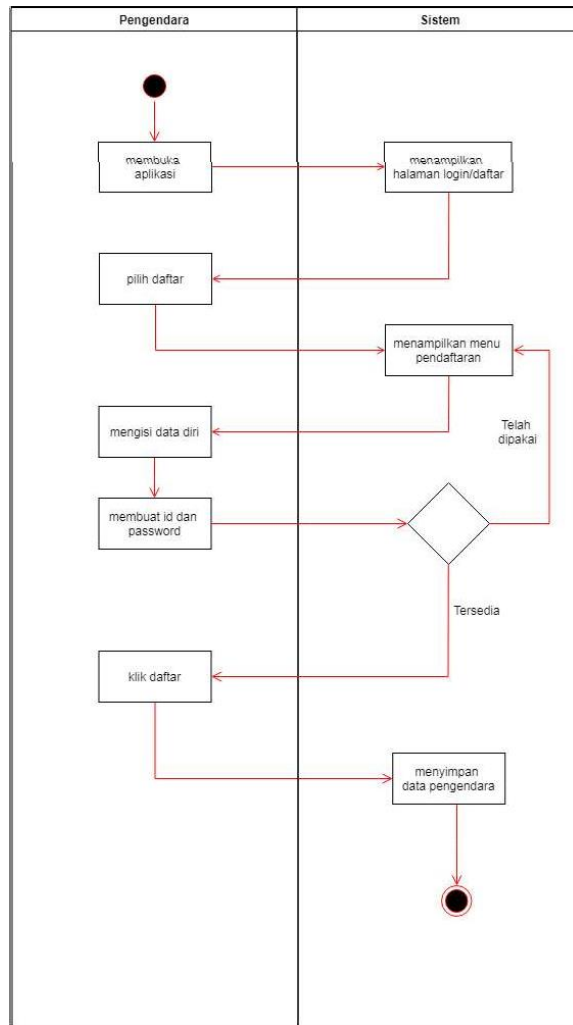 Pengendara
Sistem
membuka
aplikasi
menampilkan
halaman login/daftar
pilih daftar
menampilkan menu
pendaftaran
mengisi data diri
Telah
dipakai
membuat id dan
password
Tersedia
klik daftar
menyimpan
data pengendara